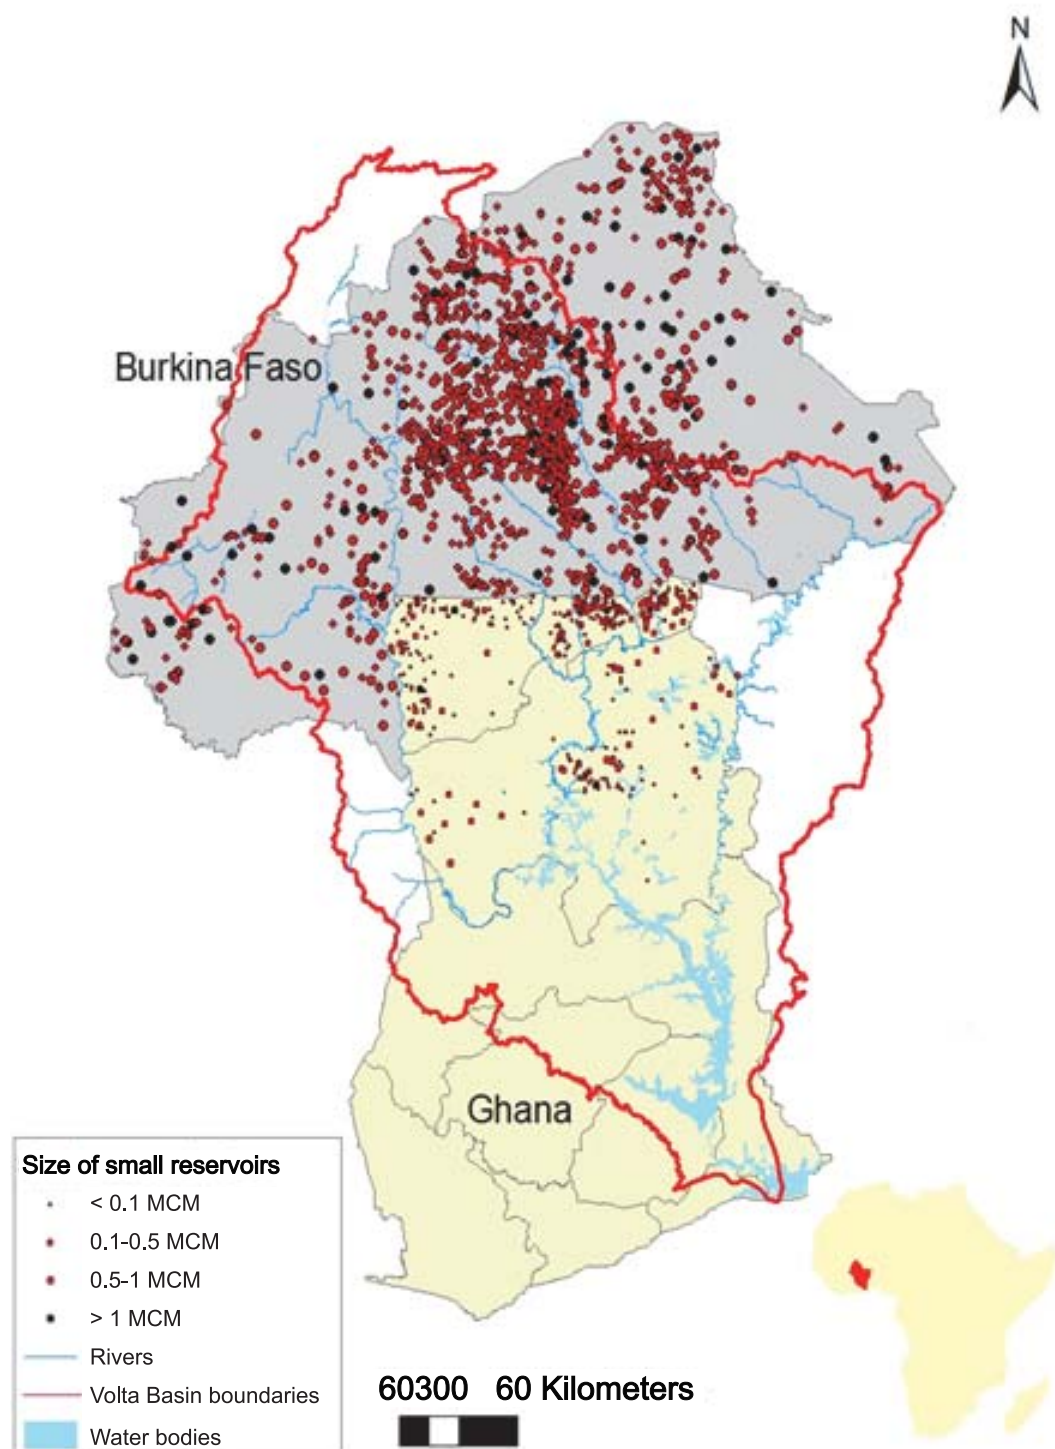 N
Burkina Faso
Ghana
Size of small reservoirs
< 0.1 MCM
0.1-0.5 MCM
0.5-1 MCM
> 1 MCM
Rivers
Volta Basin boundaries
Water bodies
60300 60 Kilometers